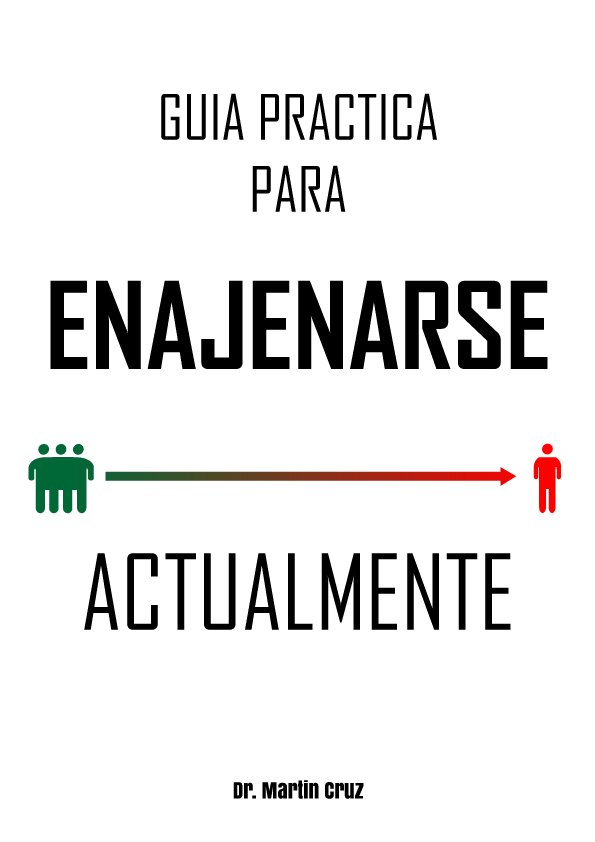 GUIA PRACTICA
PARA
ENAJENARSE
ACTUALMENTE
Dr. Martin Cruz